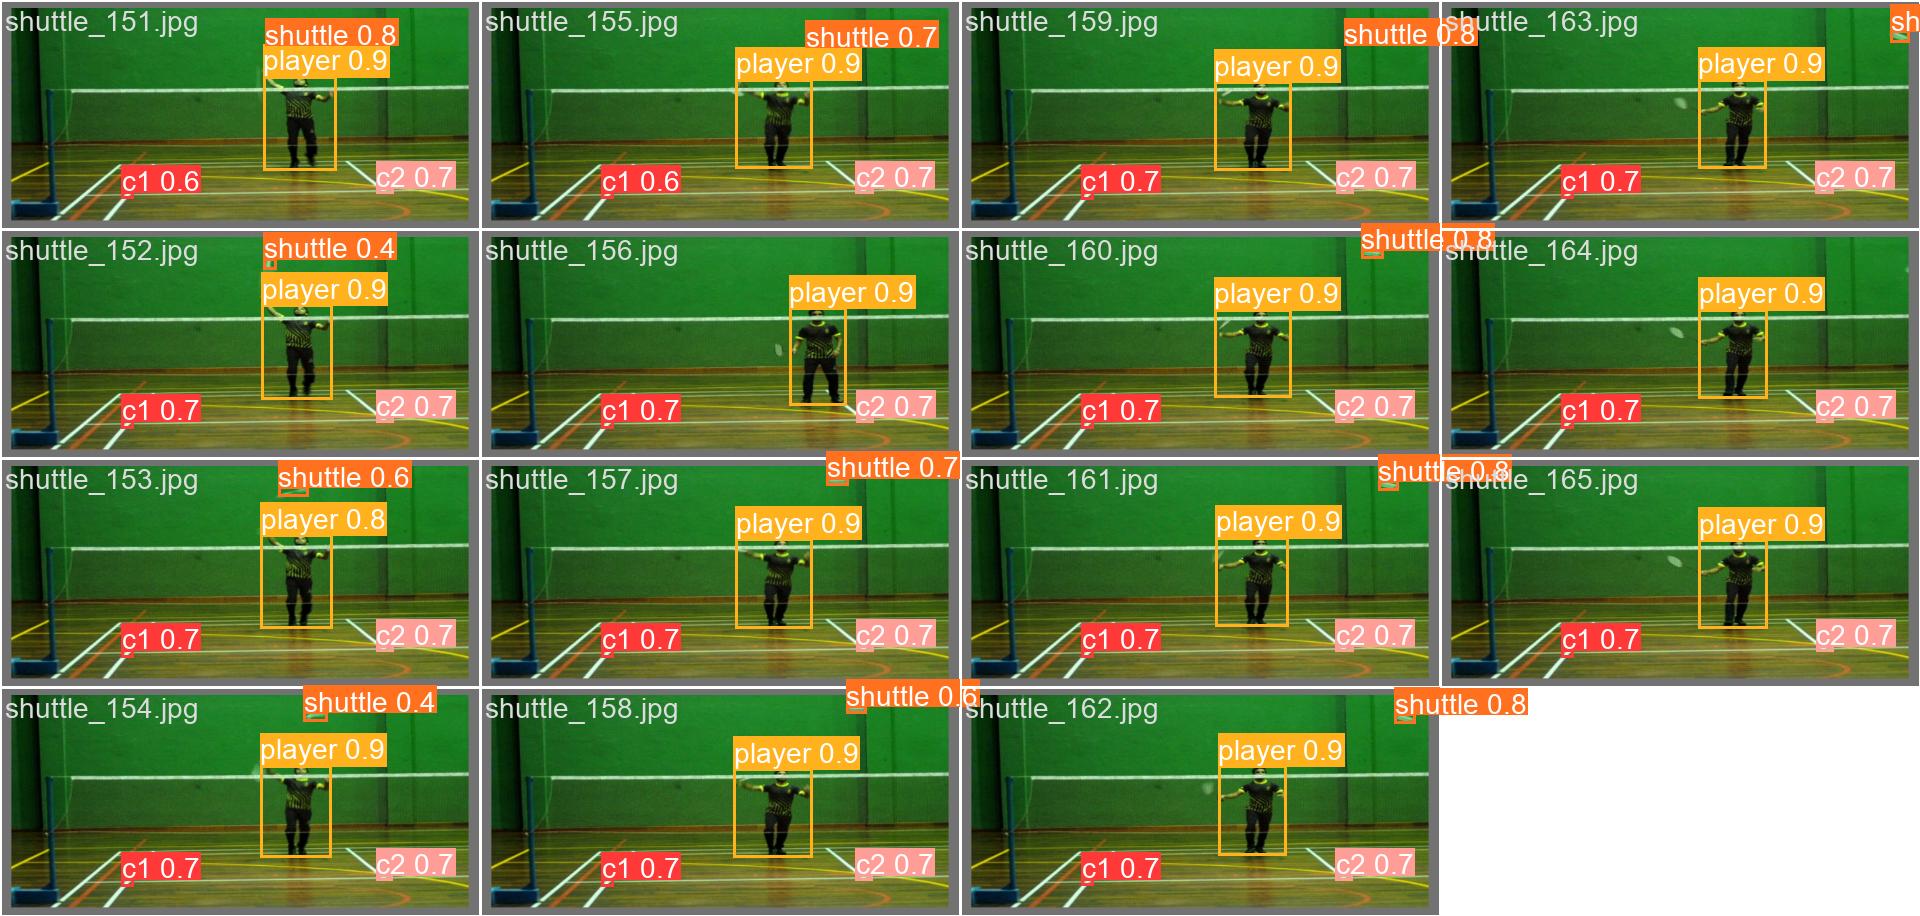 shuttle_151.jpg
shuttle 0.8
player 0.9
c1 0.6
c2 0.7
shuttle_155.jpg
shuttle 0.7
player 0.9
c1 0.6
c2 0.7
shuttle_159.jpg
shuttle 0.8
player 0.9
c1 0.7
c2 0.7
shuttle_163.jpg
sh
player 0.9
c1 0.7
c2 0.7
shuttle_152.jpg
shuttle 0.4
player 0.9
c1 0.7
c2 0.7
shuttle_156.jpg
player 0.9
c1 0.7
c2 0.7
shuttle_160.jpg
shuttle 0.8
player 0.9
c1 0.7
c2 0.7
shuttle_164.jpg
player 0.9
c1 0.7
c2 0.7
shuttle_153.jpg
shuttle 0.6
player 0.8
c1 0.7
c2 0.7
shuttle_157.jpg
shuttle 0.7
player 0.9
c1 0.7
c2 0.7
shuttle_161.jpg
shuttle 0.8
player 0.9
c1 0.7
c2 0.7
shuttle_165.jpg
player 0.9
c1 0.7
c2 0.7
shuttle_154.jpg
shuttle 0.4
player 0.9
c1 0.7
c2 0.7
shuttle_158.jpg
shuttle 0.6
player 0.9
c1 0.7
c2 0.7
shuttle_162.jpg
shuttle 0.8
player 0.9
c1 0.7
c2 0.7